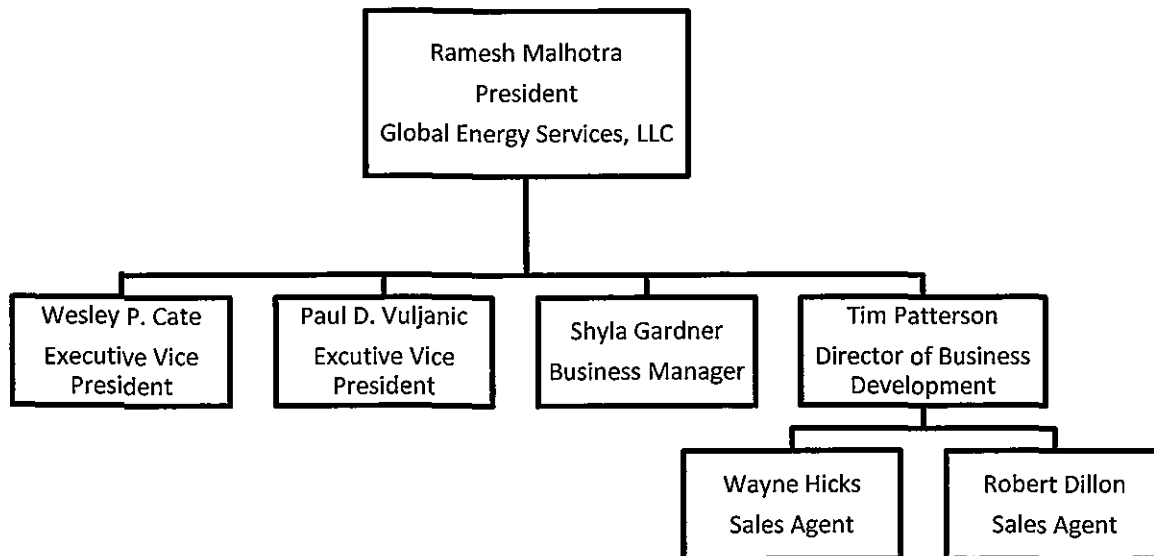 Ramesh Malhotra
President
Global Energy Services, LLC
Wesley P. Cate
Executive Vice
President
Paul D. Vuljanic
Excutive Vice
President
Shyla Gardner
Business Manager
Tim Patterson
Director of Business
Development
Wayne Hicks
Sales Agent
Robert Dillon
Sales Agent